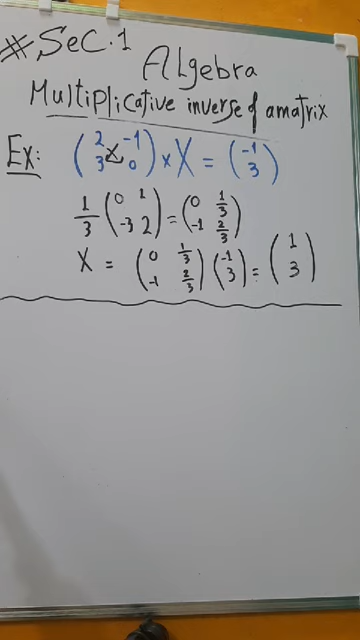 # Sec. 1
Algebra
Multiplicative inverse of a matrix
Ex: (2 -1
3 0) × X = (-1
3)
1/3 (0 1
-3 2) = (0 1/3
-1 2/3)
X = (0 1/3
-1 2/3) (-1
3) = (1
3)